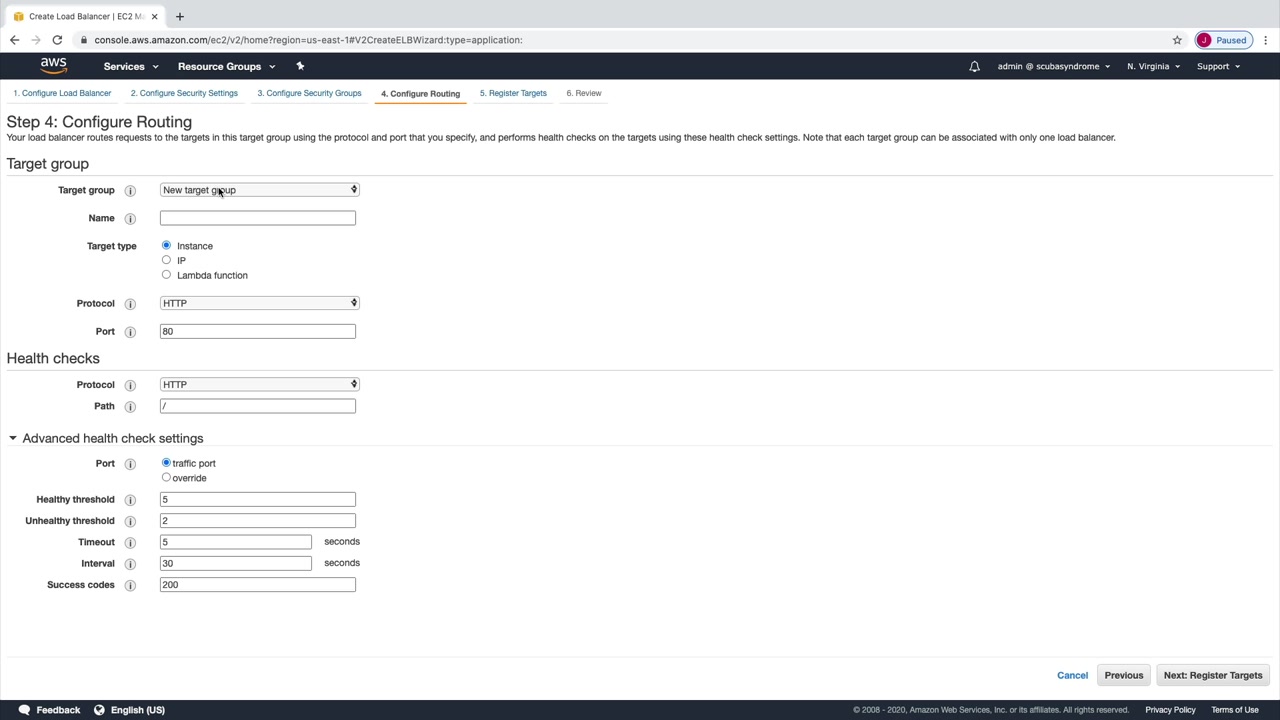 Create Load Balancer | EC2 M
console.aws.amazon.com/ec2/v2/home?region=us-east-1#V2CreateELBWizard:type=application:
J Paused
aws Services Resource Groups admin @ scubasyndrome N. Virginia Support
1. Configure Load Balancer 2. Configure Security Settings 3. Configure Security Groups 4. Configure Routing 5. Register Targets 6. Review
Step 4: Configure Routing
Your load balancer routes requests to the targets in this target group using the protocol and port that you specify, and performs health checks on the targets using these health check settings. Note that each target group can be associated with only one load balancer.
Target group
Target group i New target group
Name i
Target type Instance
IP
Lambda function
Protocol i HTTP
Port i 80
Health checks
Protocol i HTTP
Path i /
Advanced health check settings
Port i traffic port
override
Healthy threshold i 5
Unhealthy threshold i 2
Timeout i 5 seconds
Interval i 30 seconds
Success codes i 200
Cancel Previous Next: Register Targets
Feedback English (US) © 2008 - 2020, Amazon Web Services, Inc. or its affiliates. All rights reserved. Privacy Policy Terms of Use